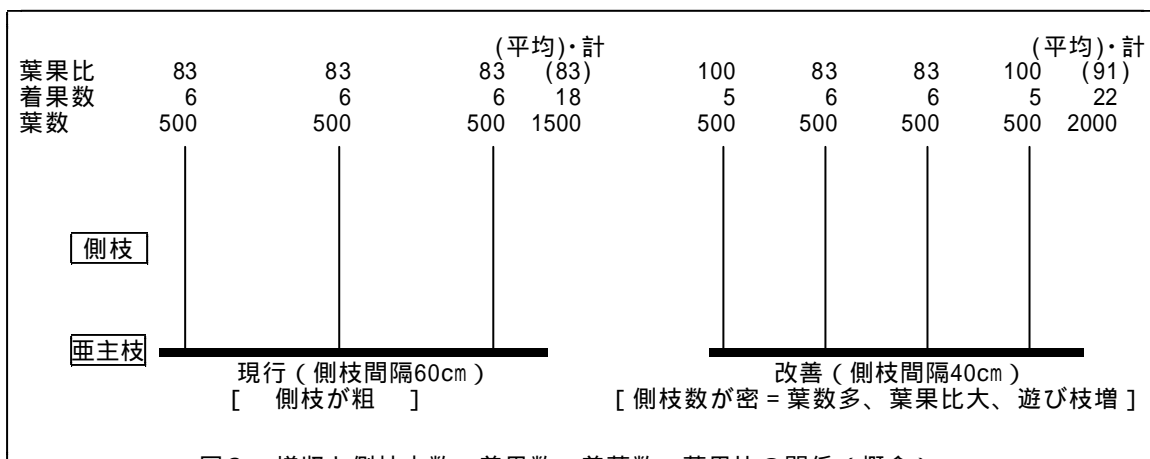 (平均)・計 (平均)・計
葉果比 83 83 83 (83) 100 83 83 100 (91)
着果数 6 6 6 18 5 6 6 5 22
葉数 500 500 500 1500 500 500 500 500 2000
側枝
亜主枝
現行(側枝間隔60㎝) 改善(側枝間隔40㎝)
[ 側枝が粗 ] [側枝数が密=葉数多、葉果比大、遊び枝増]